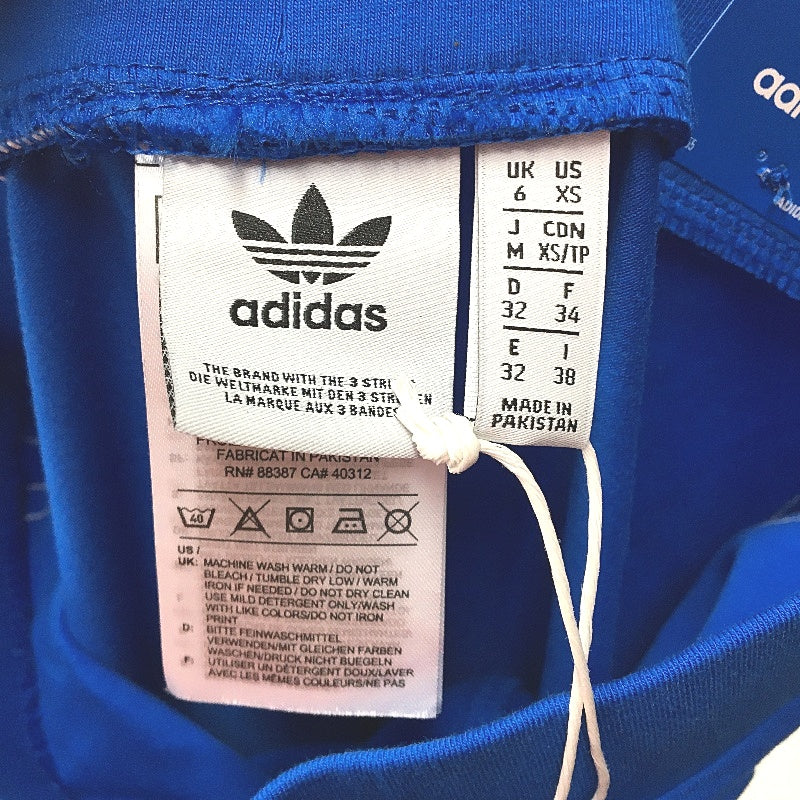 adidas
THE BRAND WITH THE 3
DIE WELTMARKE MIT DEN 3
LA MARQUE AUX 3
UK US
6 XS
J CDN
M XS/TP
D F
32 34
E I
32 38
MADE IN
PAKISTAN
FABRICAT IN PAKISTAN
RN# 88387 CA# 40312
40
US /
UK: MACHINE WASH WARM / DO NOT
BLEACH / TUMBLE DRY LOW / WARM
IRON IF NEEDED / DO NOT DRY CLEAN
USE MILD DETERGENT ONLY/WASH
WITH LIKE COLORS/DO NOT IRON
PRINT
D: BITTE FEINWASCHMITTEL
VERWENDEN/MIT GLEICHEN FARBEN
WASCHEN/DRUCK NICHT BUEGELN
F: UTILISER UN DETERGENT DOUX/LAVER
AVEC LES MÊMES COULEURS/NE PAS